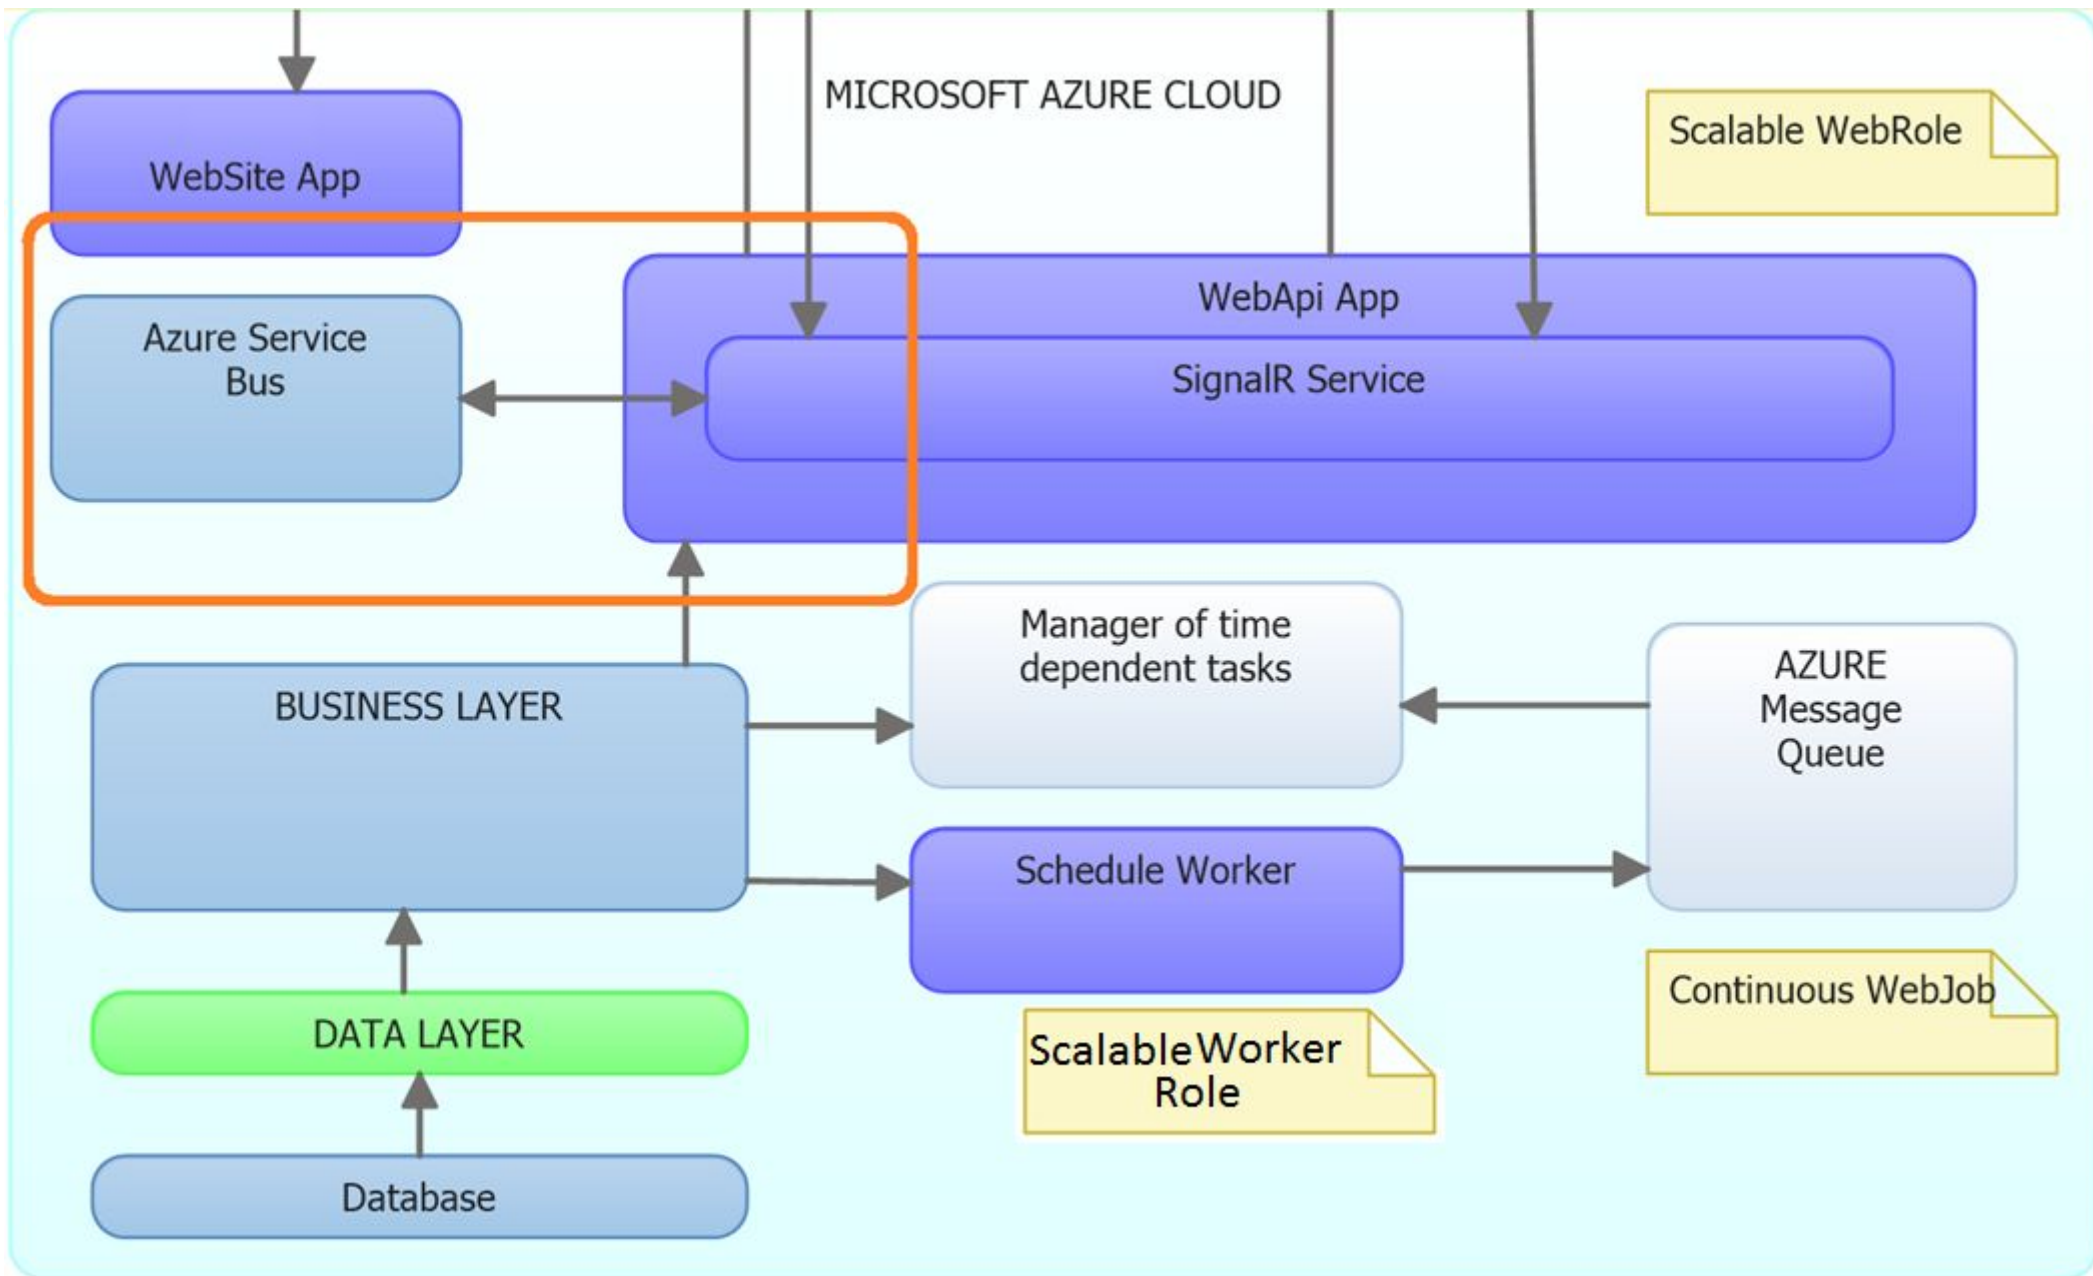 MICROSOFT AZURE CLOUD
Scalable WebRole
WebSite App
WebApi App
Azure Service
Bus
SignalR Service
Manager of time
dependent tasks
AZURE
Message
Queue
BUSINESS LAYER
Schedule Worker
Continuous WebJob
DATA LAYER
ScalableWorker
Role
Database